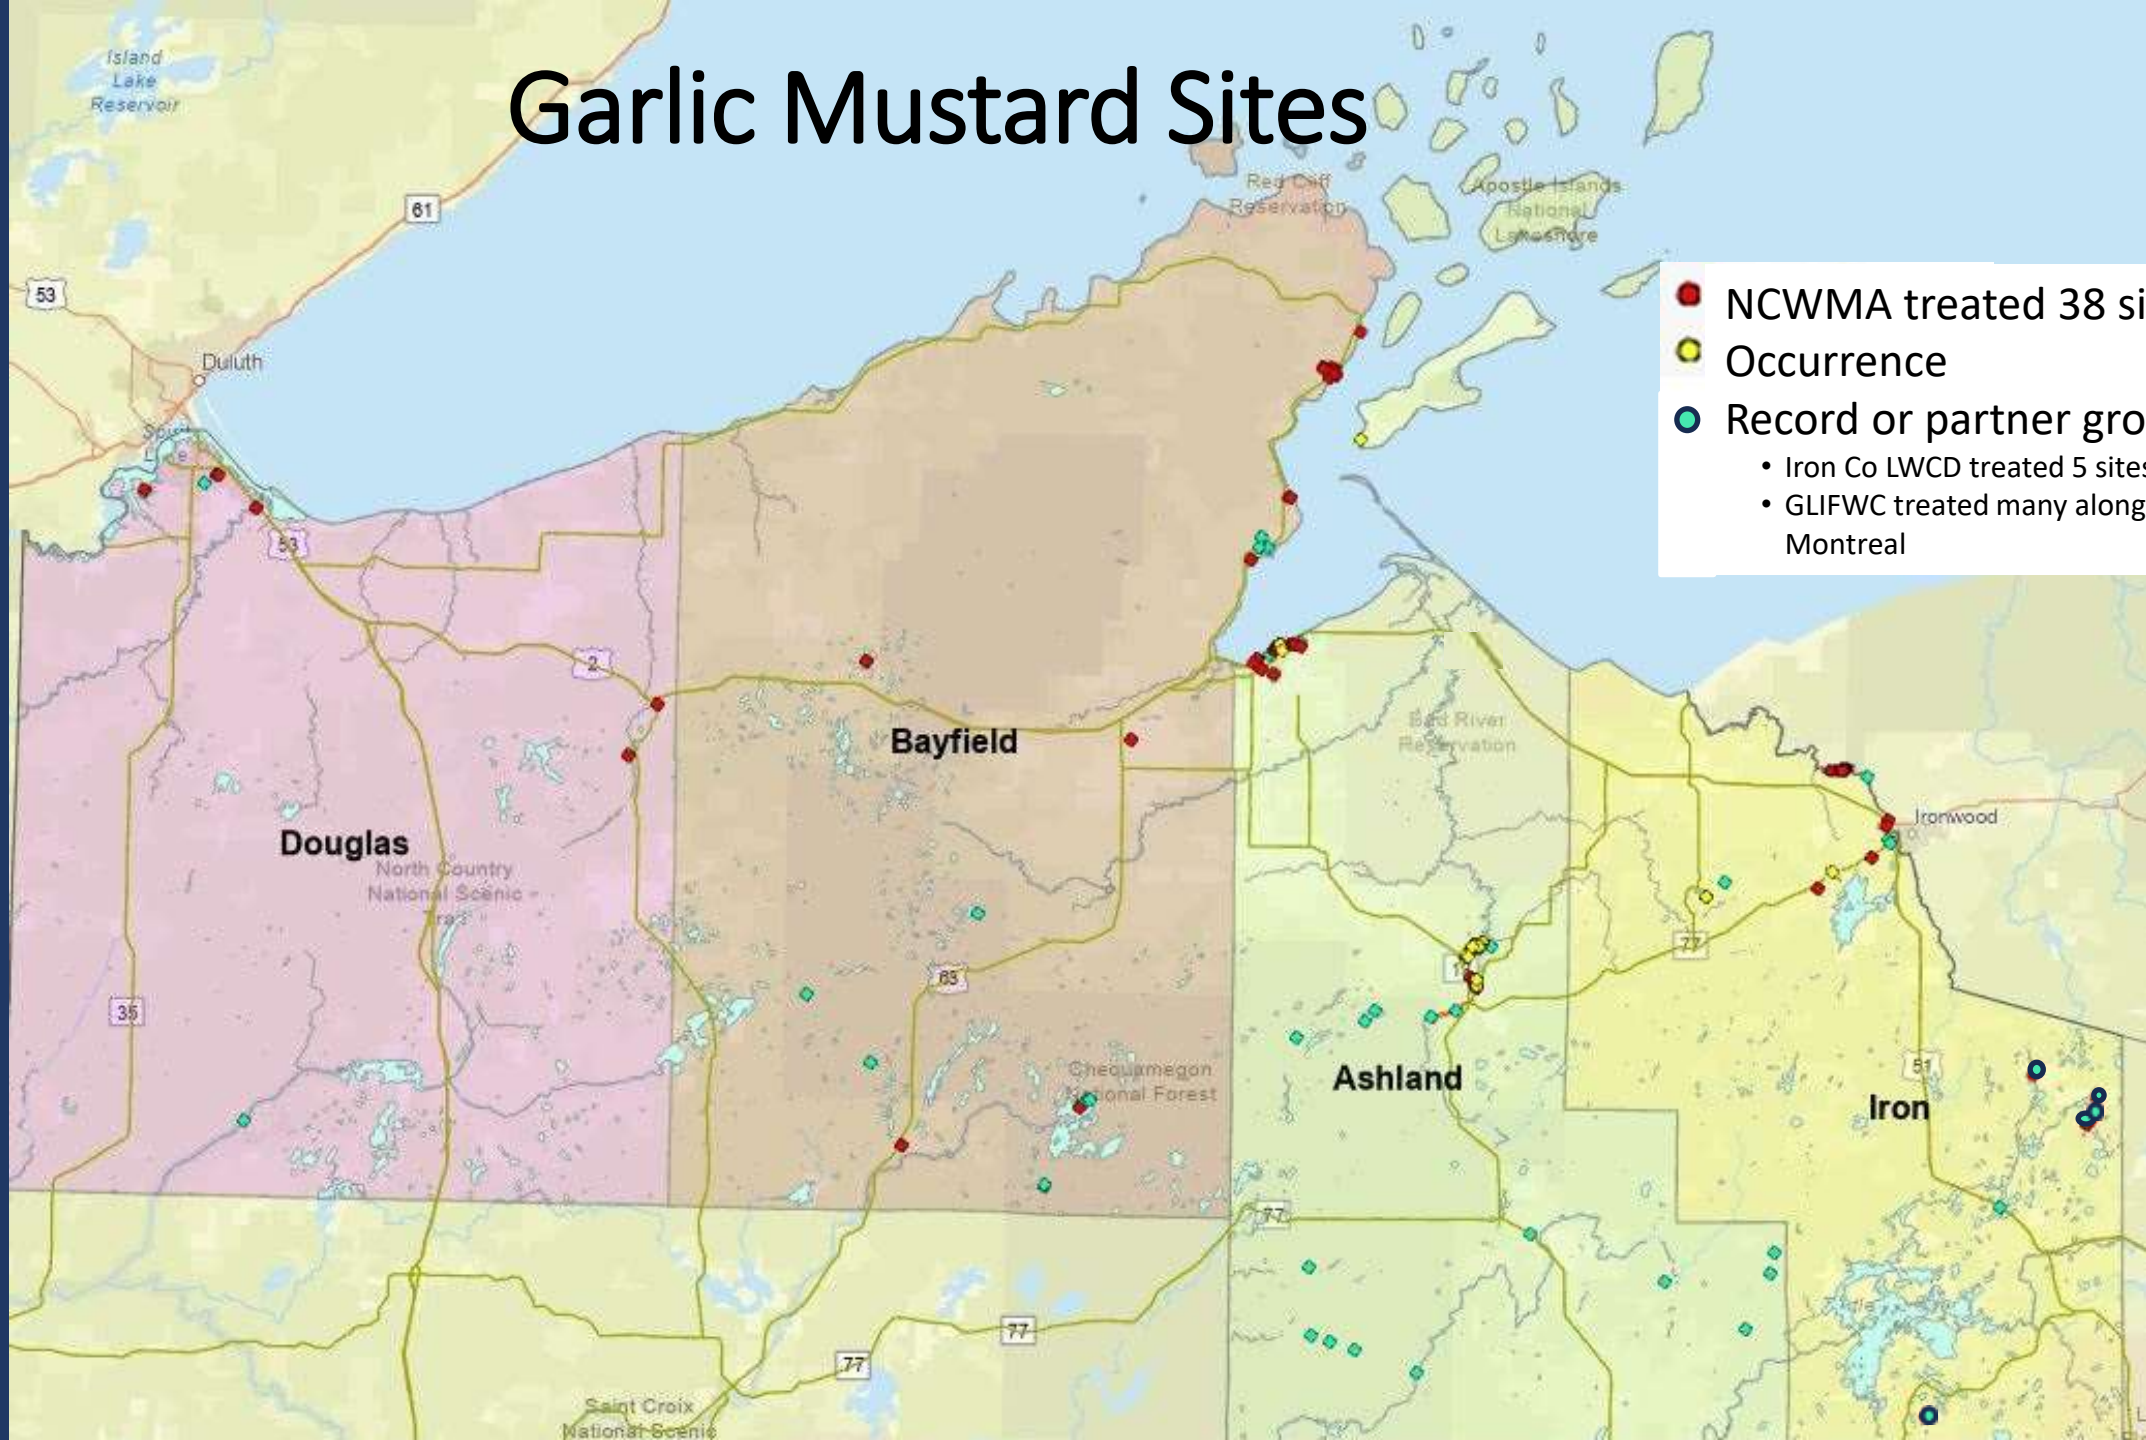 Garlic Mustard Sites
Island
Lake
Reservoir
61
53
Duluth
Red Cliff
Reservation
Apostle Islands
National
Lakeshore
NCWMA treated 38 si
Occurrence
Record or partner gro
• Iron Co LWCD treated 5 sites
• GLIFWC treated many along
Montreal
53
2
Bayfield
Bad River
Reservation
Ironwood
Douglas
North Country
National Scenic
Trail
63
77
35
Chequamegon
National Forest
Ashland
51
Iron
77
77
77
Saint Croix
National Scenic